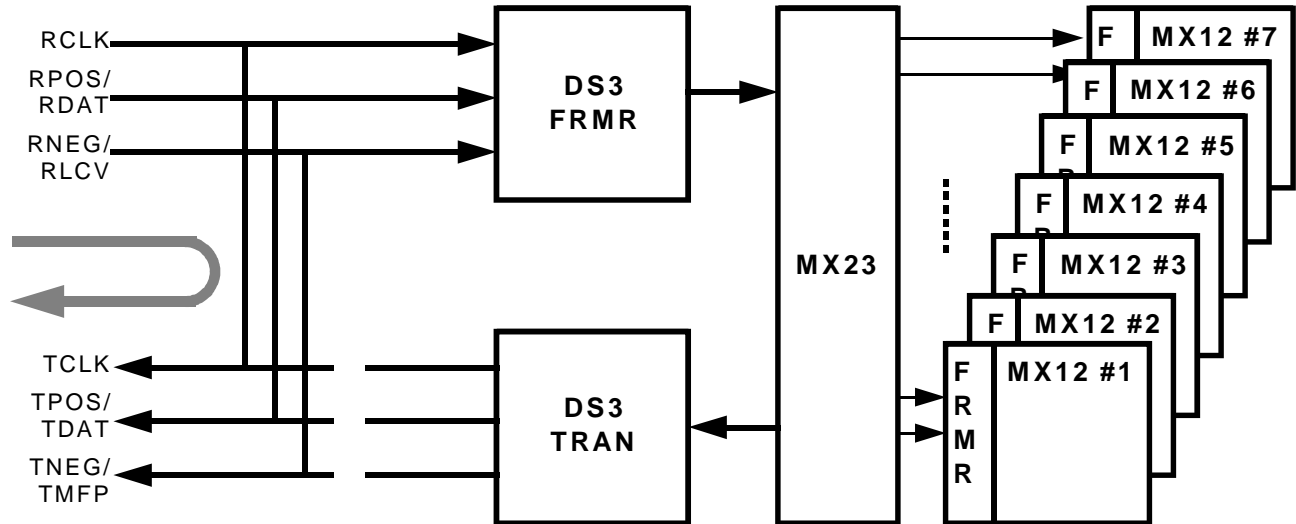 RCLK
RPOS/
RDAT
RNEG/
RLCV
DS3
FRMR
MX23
F
MX12 #7
F
MX12 #6
F
MX12 #5
F
MX12 #4
F
MX12 #3
F
MX12 #2
F
R
M
R
MX12 #1
TCLK
TPOS/
TDAT
TNEG/
TMFP
DS3
TRAN